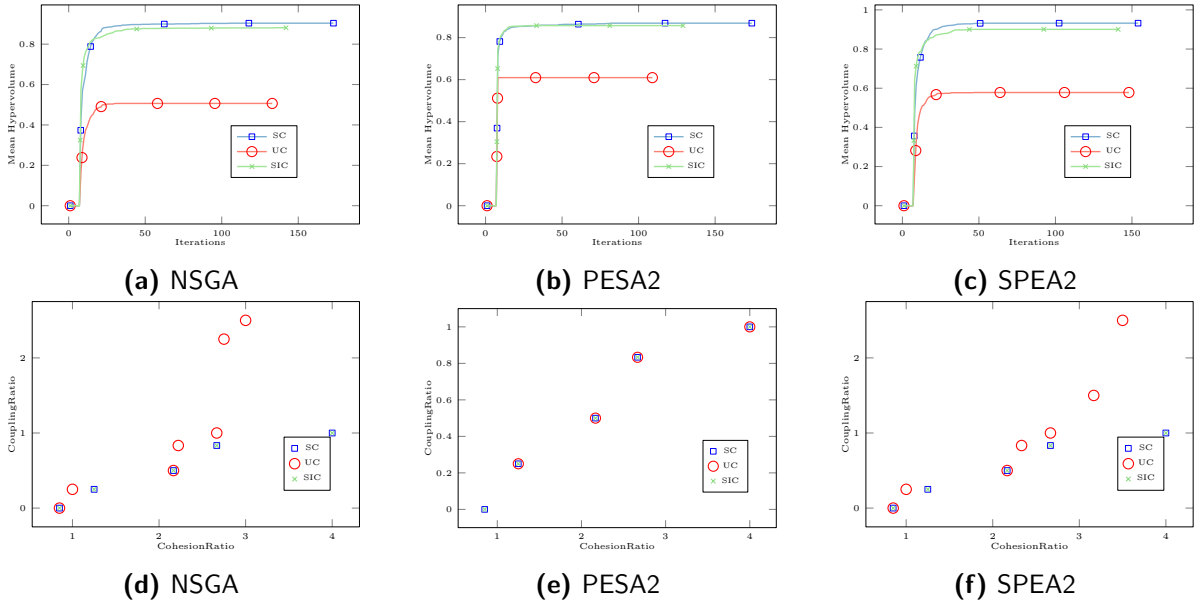 Mean Hypervolume
0.8
0.6
0.4
0.2
0
0
50
100
150
Iterations
SC
UC
SIC
(a) NSGA
Mean Hypervolume
0.8
0.6
0.4
0.2
0
0
50
100
150
Iterations
SC
UC
SIC
(b) PESA2
Mean Hypervolume
0.8
0.6
0.4
0.2
0
0
50
100
150
Iterations
SC
UC
SIC
(c) SPEA2
CouplingRatio
2
1
0
1
2
3
4
CohesionRatio
SC
UC
SIC
(d) NSGA
CouplingRatio
1
0.8
0.6
0.4
0.2
0
1
2
3
4
CohesionRatio
SC
UC
SIC
(e) PESA2
CouplingRatio
2
1
0
1
2
3
4
CohesionRatio
SC
UC
SIC
(f) SPEA2